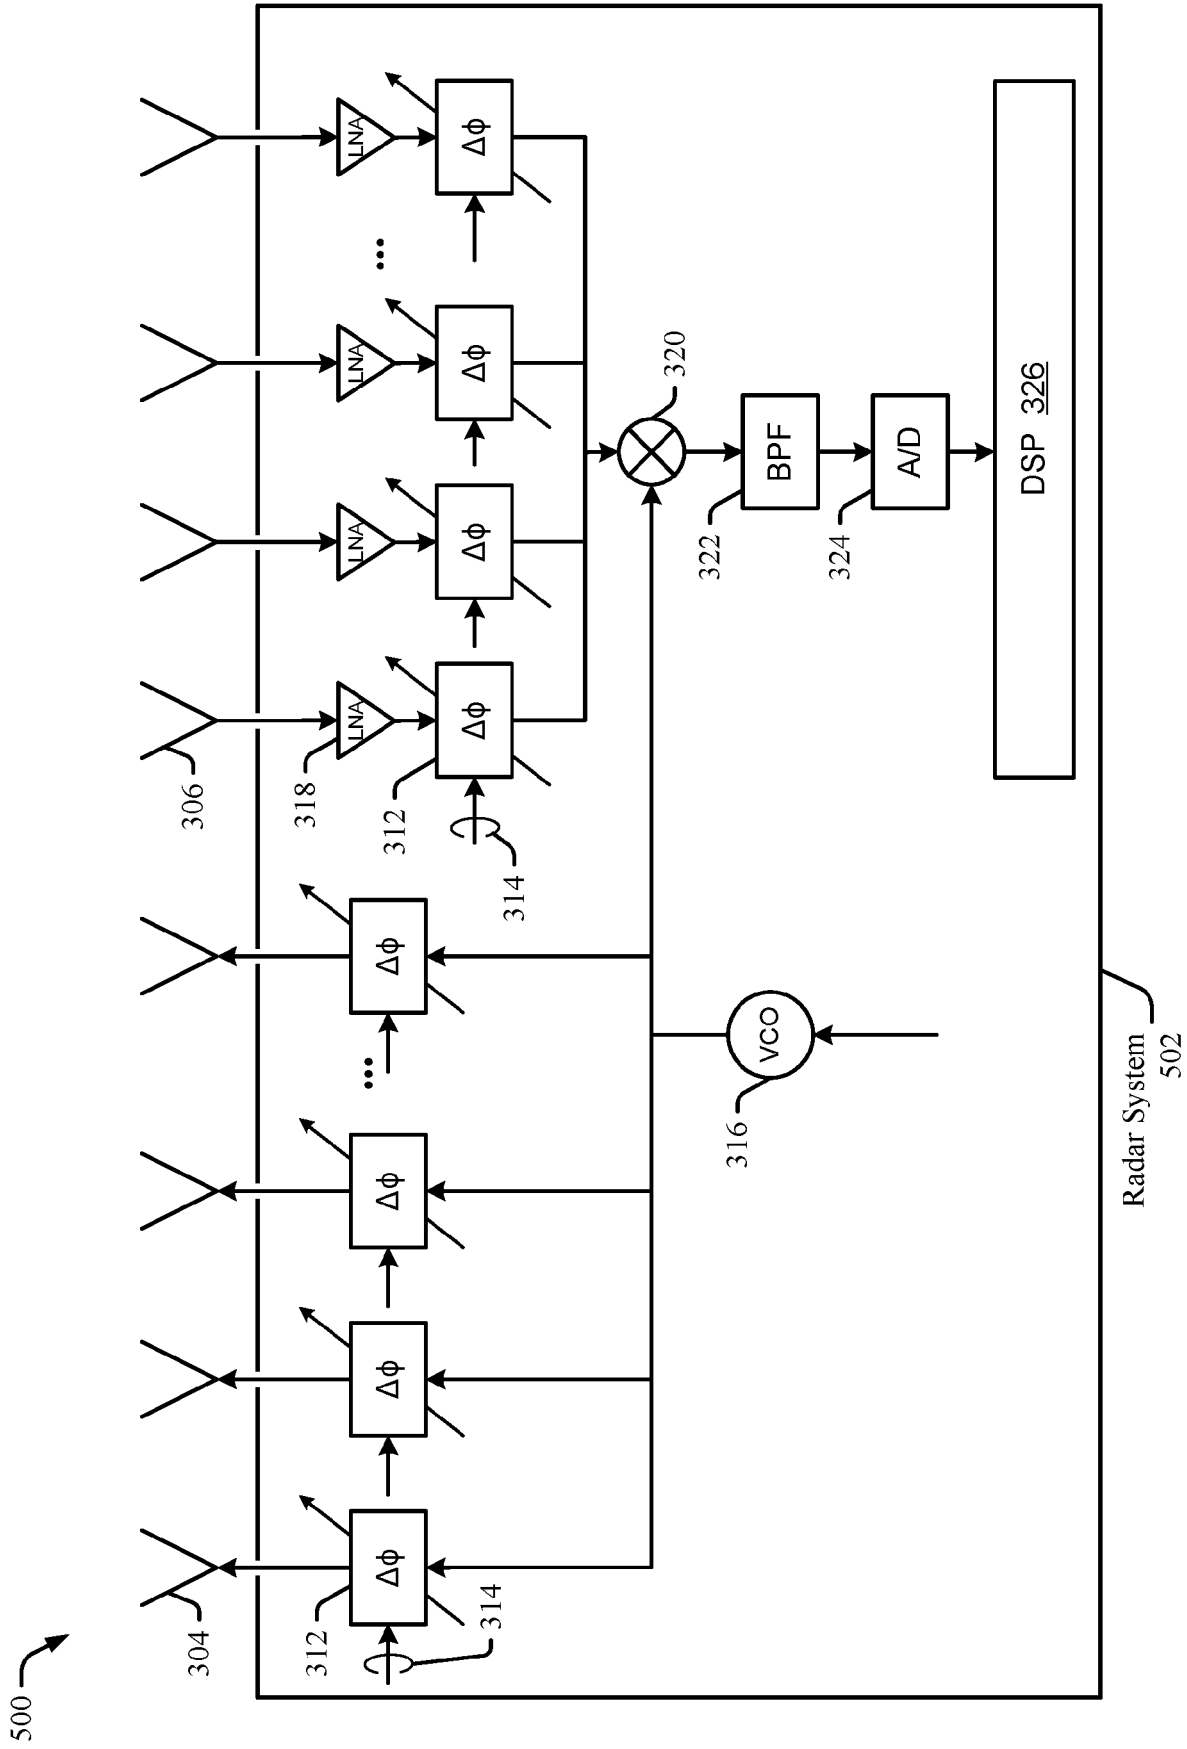 500
304
306
318
LNA
LNA
LNA
LNA
312
312
Δϕ
Δϕ
Δϕ
Δϕ
Δϕ
Δϕ
Δϕ
Δϕ
...
...
314
314
320
VCO
316
BPF
322
A/D
324
DSP 326
Radar System
502